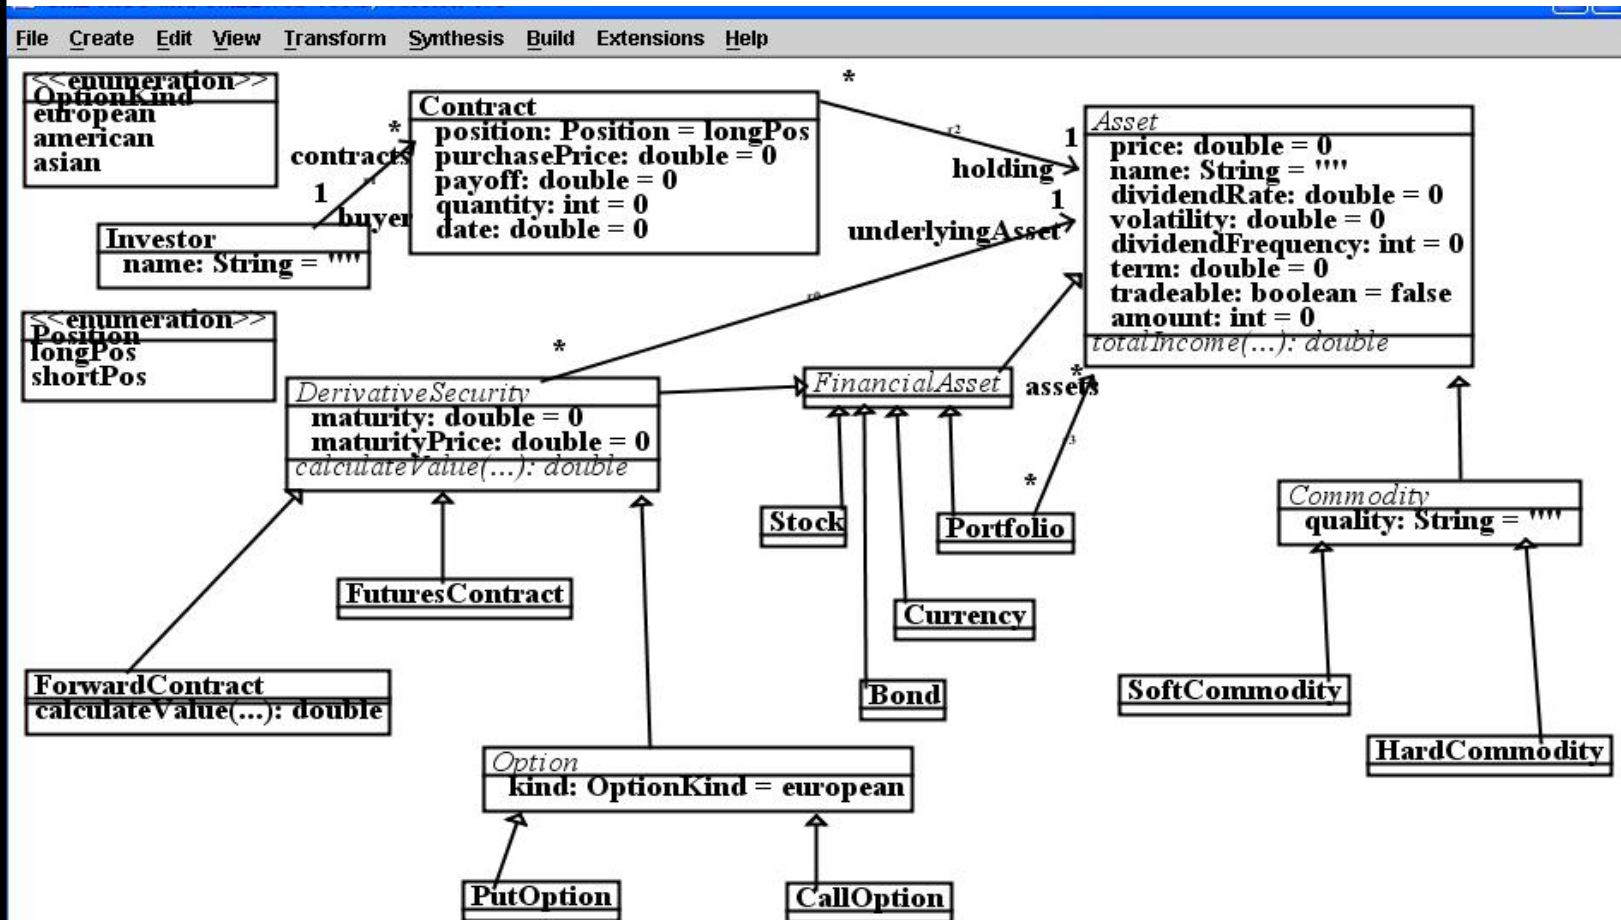 File Create Edit View Transform Synthesis Build Extensions Help
<<enumeration>>
OptionKind
european
american
asian
Contract
position: Position = longPos
purchasePrice: double = 0
payoff: double = 0
quantity: int = 0
date: double = 0
*
contracts
r1
1
buyer
Investor
name: String = ""
*
r2
1
holding
Asset
price: double = 0
name: String = ""
dividendRate: double = 0
volatility: double = 0
dividendFrequency: int = 0
term: double = 0
tradeable: boolean = false
amount: int = 0
totalIncome(...): double
1
underlyingAsset
r0
*
<<enumeration>>
Position
longPos
shortPos
DerivativeSecurity
maturity: double = 0
maturityPrice: double = 0
calculateValue(...): double
FinancialAsset
*
assets
r3
*
Stock
Portfolio
Commodity
quality: String = ""
FuturesContract
Currency
ForwardContract
calculateValue(...): double
Bond
SoftCommodity
HardCommodity
Option
kind: OptionKind = european
PutOption
CallOption